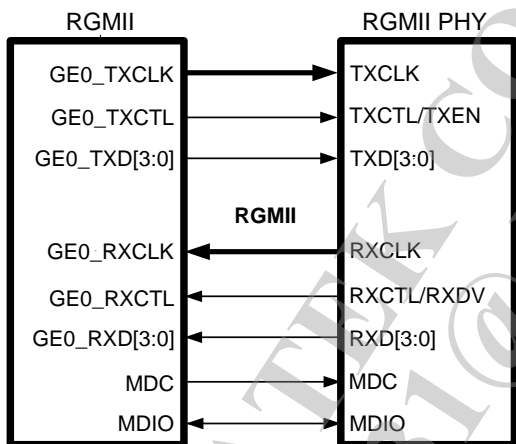 RGMII RGMII PHY
GE0_TXCLK TXCLK
GE0_TXCTL TXCTL/TXEN
GE0_TXD[3:0] TXD[3:0]
RGMII
GE0_RXCLK RXCLK
GE0_RXCTL RXCTL/RXDV
GE0_RXD[3:0] RXD[3:0]
MDC MDC
MDIO MDIO